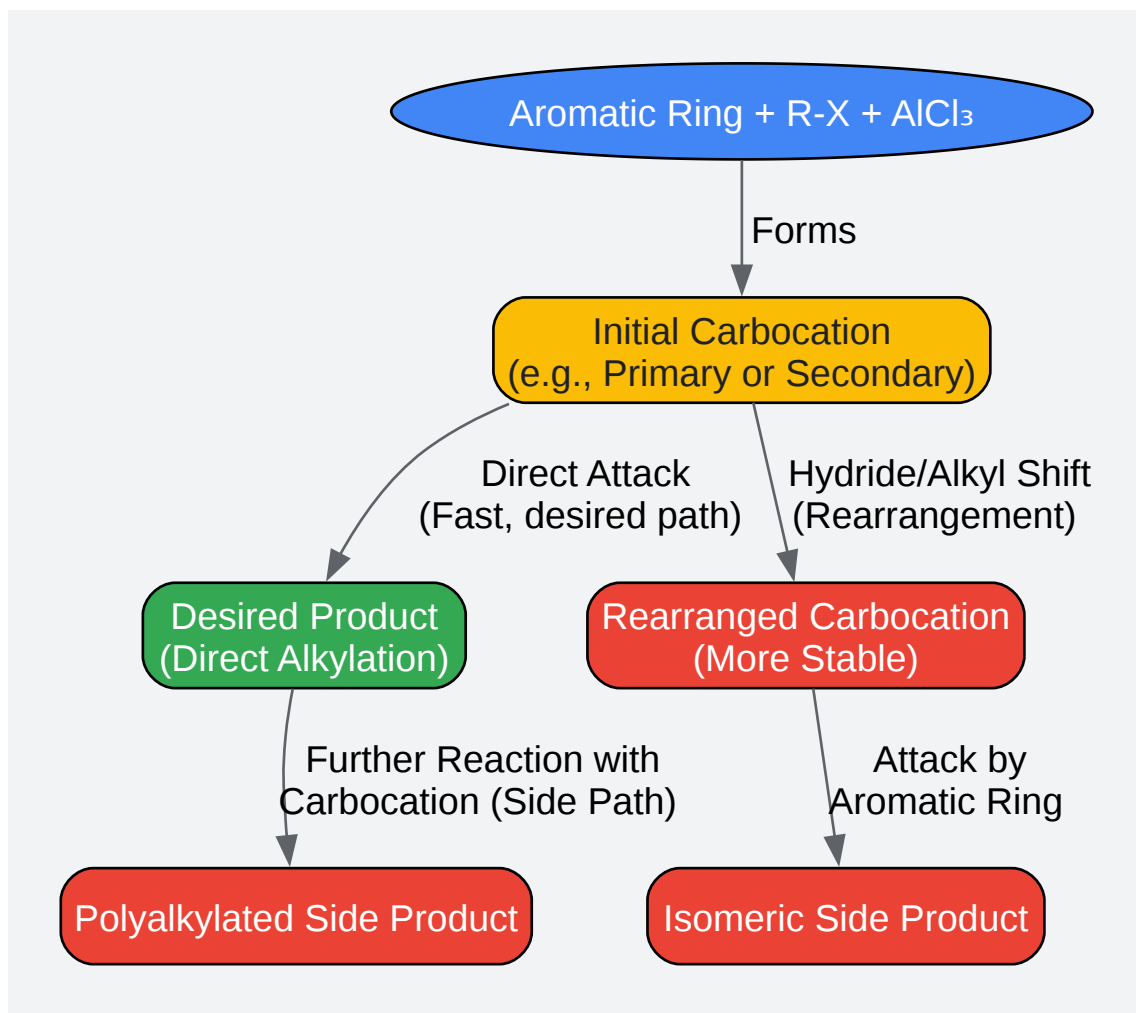 Aromatic Ring + R-X + AlCl₃
Forms
Initial Carbocation
(e.g., Primary or Secondary)
Direct Attack
(Fast, desired path)
Hydride/Alkyl Shift
(Rearrangement)
Desired Product
(Direct Alkylation)
Rearranged Carbocation
(More Stable)
Further Reaction with
Carbocation (Side Path)
Attack by
Aromatic Ring
Polyalkylated Side Product
Isomeric Side Product